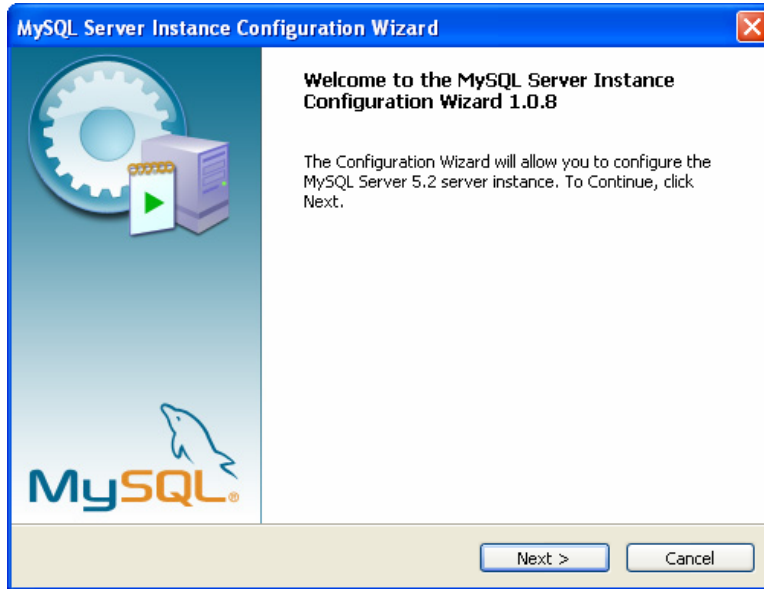 MySQL Server Instance Configuration Wizard
Welcome to the MySQL Server Instance
Configuration Wizard 1.0.8
The Configuration Wizard will allow you to configure the
MySQL Server 5.2 server instance. To Continue, click
Next.
MySQL®
Next >
Cancel